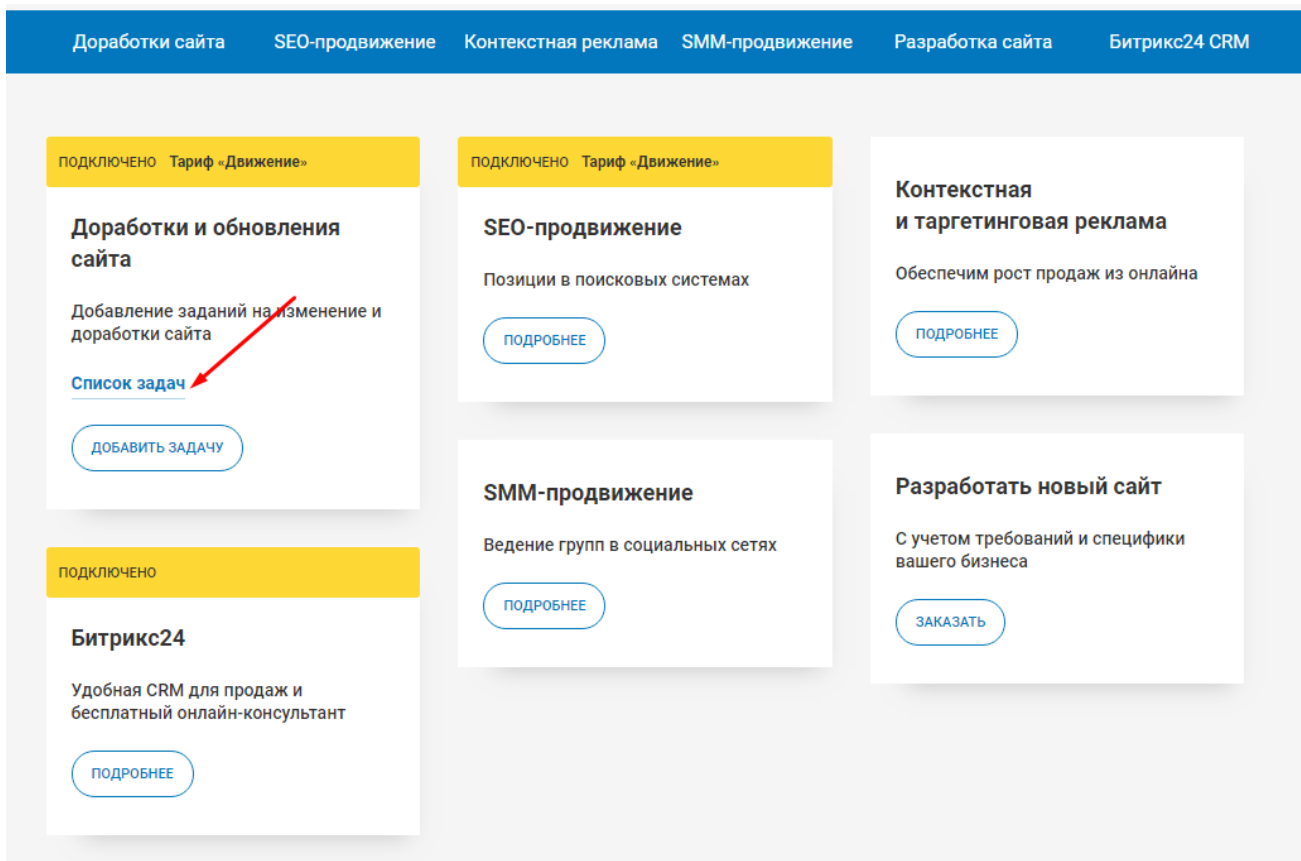 Доработки сайта SEO-продвижение Контекстная реклама SMM-продвижение Разработка сайта Битрикс24 CRM
ПОДКЛЮЧЕНО Тариф «Движение»
Доработки и обновления
сайта
Добавление заданий на изменение и
доработки сайта
Список задач
ДОБАВИТЬ ЗАДАЧУ
ПОДКЛЮЧЕНО
Битрикс24
Удобная CRM для продаж и
бесплатный онлайн-консультант
ПОДРОБНЕЕ
ПОДКЛЮЧЕНО Тариф «Движение»
SEO-продвижение
Позиции в поисковых системах
ПОДРОБНЕЕ
SMM-продвижение
Ведение групп в социальных сетях
ПОДРОБНЕЕ
Контекстная
и таргетинговая реклама
Обеспечим рост продаж из онлайна
ПОДРОБНЕЕ
Разработать новый сайт
С учетом требований и специфики
вашего бизнеса
ЗАКАЗАТЬ